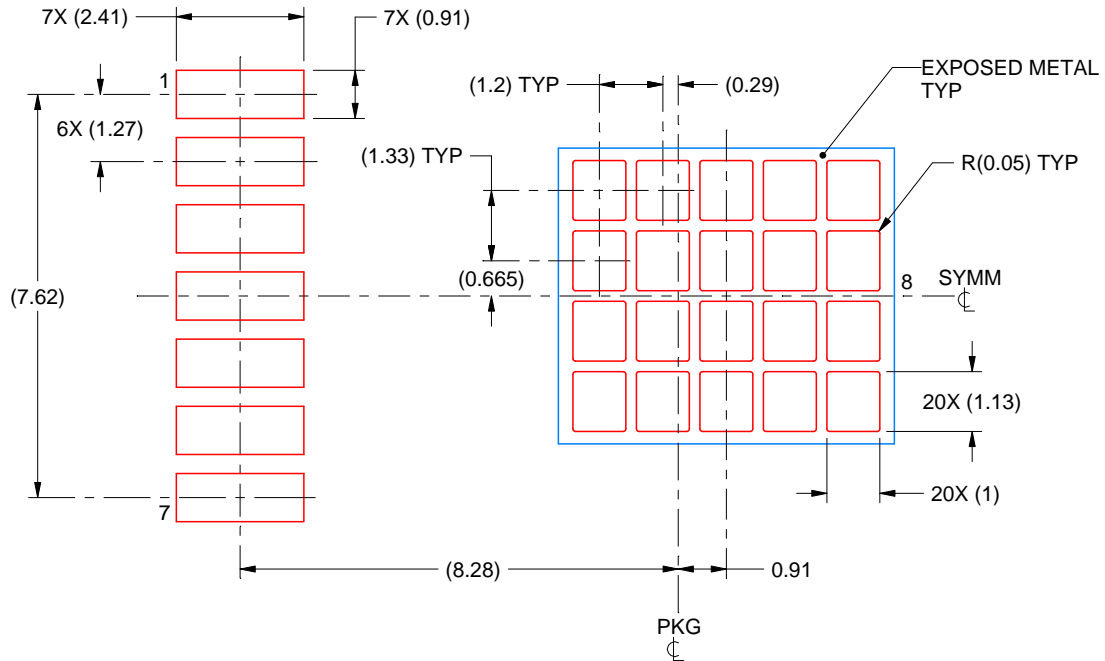 7X (2.41)
7X (0.91)
1
(1.2) TYP
(0.29)
EXPOSED METAL
TYP
6X (1.27)
(1.33) TYP
R(0.05) TYP
(7.62)
(0.665)
8
SYMM
20X (1.13)
7
20X (1)
(8.28)
0.91
PKG